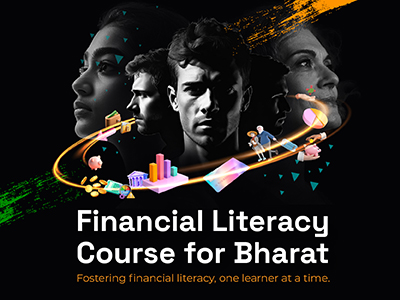 Financial Literacy
Course for Bharat
Fostering financial literacy, one learner at a time.